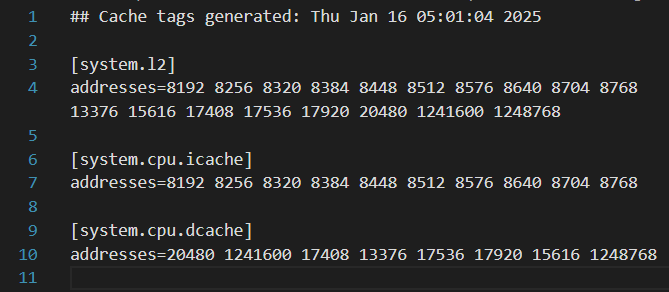 1 ## Cache tags generated: Thu Jan 16 05:01:04 2025
2
3 [system.l2]
4 addresses=8192 8256 8320 8384 8448 8512 8576 8640 8704 8768
13376 15616 17408 17536 17920 20480 1241600 1248768
5
6 [system.cpu.icache]
7 addresses=8192 8256 8320 8384 8448 8512 8576 8640 8704 8768
8
9 [system.cpu.dcache]
10 addresses=20480 1241600 17408 13376 17536 17920 15616 1248768
11